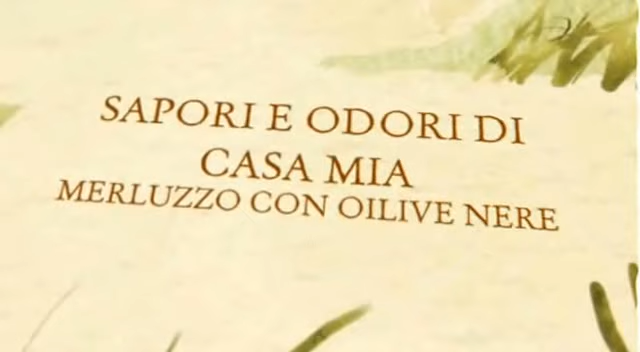 SAPORI E ODORI DI
CASA MIA
MERLUZZO CON OILIVE NERE